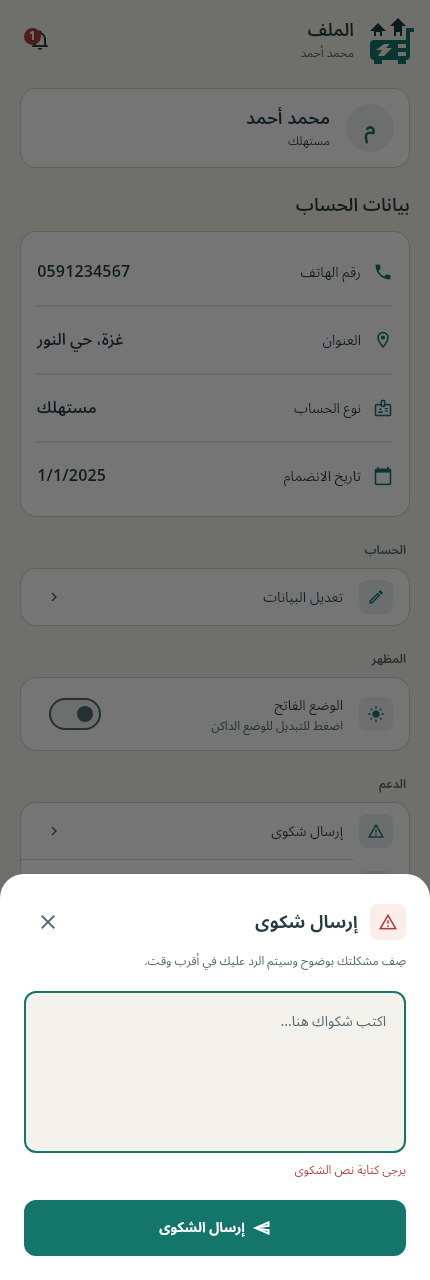 الملف
محمد أحمد
1
م
محمد أحمد
مستهلك
بيانات الحساب
رقم الهاتف 0591234567
العنوان غزة، حي النور
نوع الحساب مستهلك
تاريخ الانضمام 1/1/2025
الحساب
تعديل البيانات
المظهر
الوضع الفاتح
اضغط للتبديل للوضع الداكن
الدعم
إرسال شكوى
إرسال شكوى
صِف مشكلتك بوضوح وسيتم الرد عليك في أقرب وقت.
اكتب شكواك هنا...
يرجى كتابة نص الشكوى
إرسال الشكوى